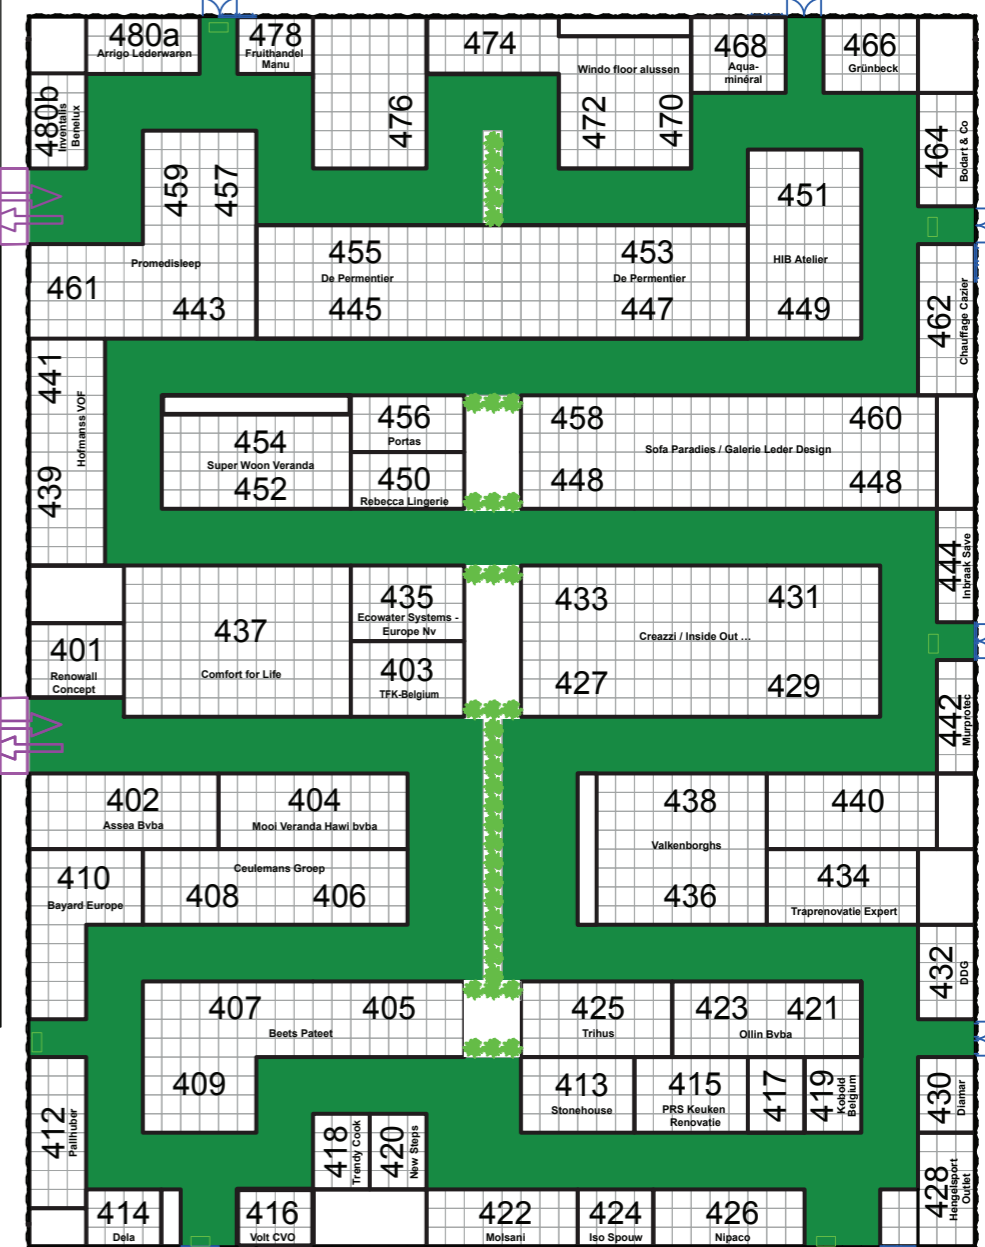 480a
Arrigo Lederwaren
478
Fruithandel
Manu
474
Windo floor alussen
468
Aqua-
minéral
466
Grünbeck
480b
Inventalis
Benelux
476
472
470
464
Bodart & Co
459
457
451
Promedisleep
461
443
455
De Permentier
445
453
De Permentier
447
HIB Atelier
449
462
Chauffage Cazier
441
Hofmanss VOF
439
454
Super Woon Veranda
452
456
Portas
450
Rebecca Lingerie
458
460
Sofa Paradies / Galerie Leder Design
448
448
444
Inbraak Save
401
Renowall
Concept
437
Comfort for Life
435
Ecowater Systems -
Europe Nv
403
TFK-Belgium
433
431
Creazzi / Inside Out ...
427
429
442
Murprotec
402
Assea Bvba
404
Mooi Veranda Hawi bvba
438
Valkenborghs
436
440
410
Bayard Europe
Ceulemans Groep
408
406
434
Traprenovatie Expert
432
DDG
407
405
Beets Pateet
409
425
Trihus
423
421
Ollin Bvba
413
Stonehouse
415
PRS Keuken
Renovatie
417
419
Kobold
Belgium
430
Diamar
412
Pallhuber
418
Trendy Cook
420
New Steps
428
Hengelsport
Outlet
414
Dela
416
Volt CVO
422
Molsani
424
Iso Spouw
426
Nipaco